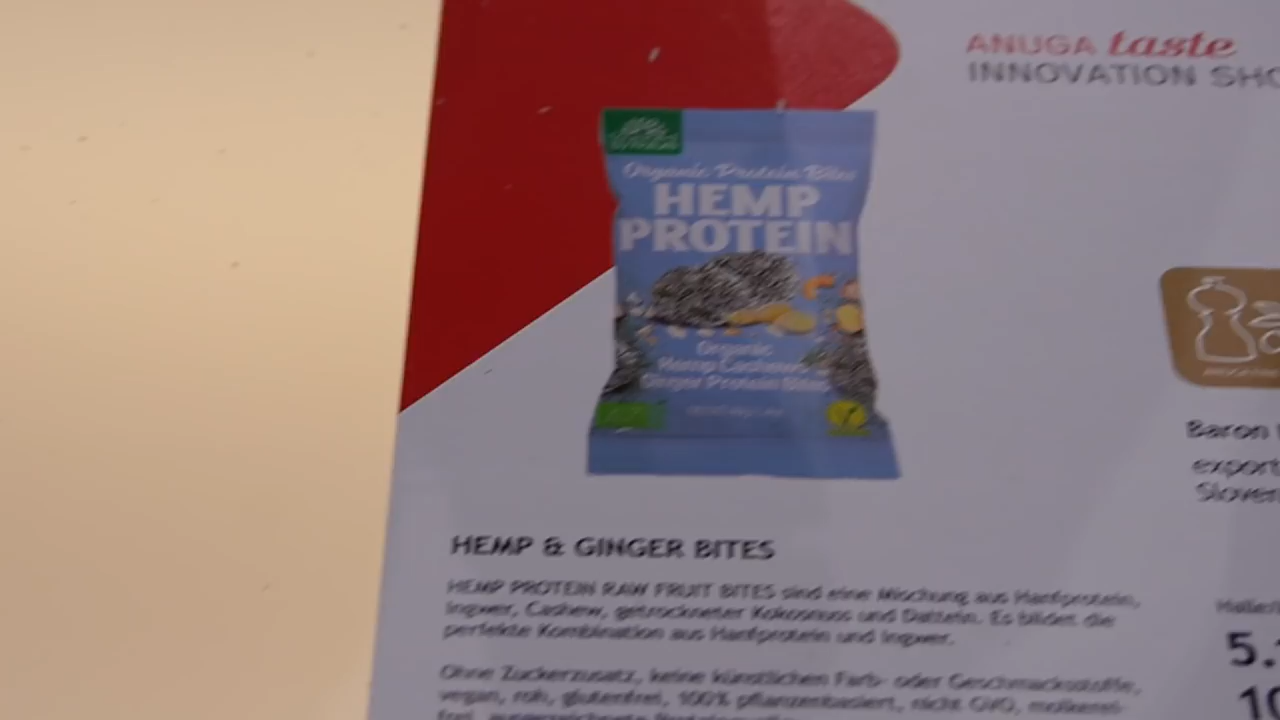 ANUGA taste
INNOVATION SHO
Organic Protein Bites
HEMP
PROTEIN
Organic
Hemp Cashew
Ginger Protein Bites
Baron
export
Sloven
HEMP & GINGER BITES
HEMP PROTEIN RAW FRUIT BITES sind eine Mischung aus Hanfprotein,
Ingwer, Cashew, getrockneter Kokosnuss und Datteln. Es bildet die
perfekte Kombination aus Hanfprotein und Ingwer.
Ohne Zuckerzusatz, keine künstlichen Farb- oder Geschmacksstoffe,
vegan, roh, glutenfrei, 100% pflanzenbasiert, nicht GVO, molkerei-
Halle/
5.
10